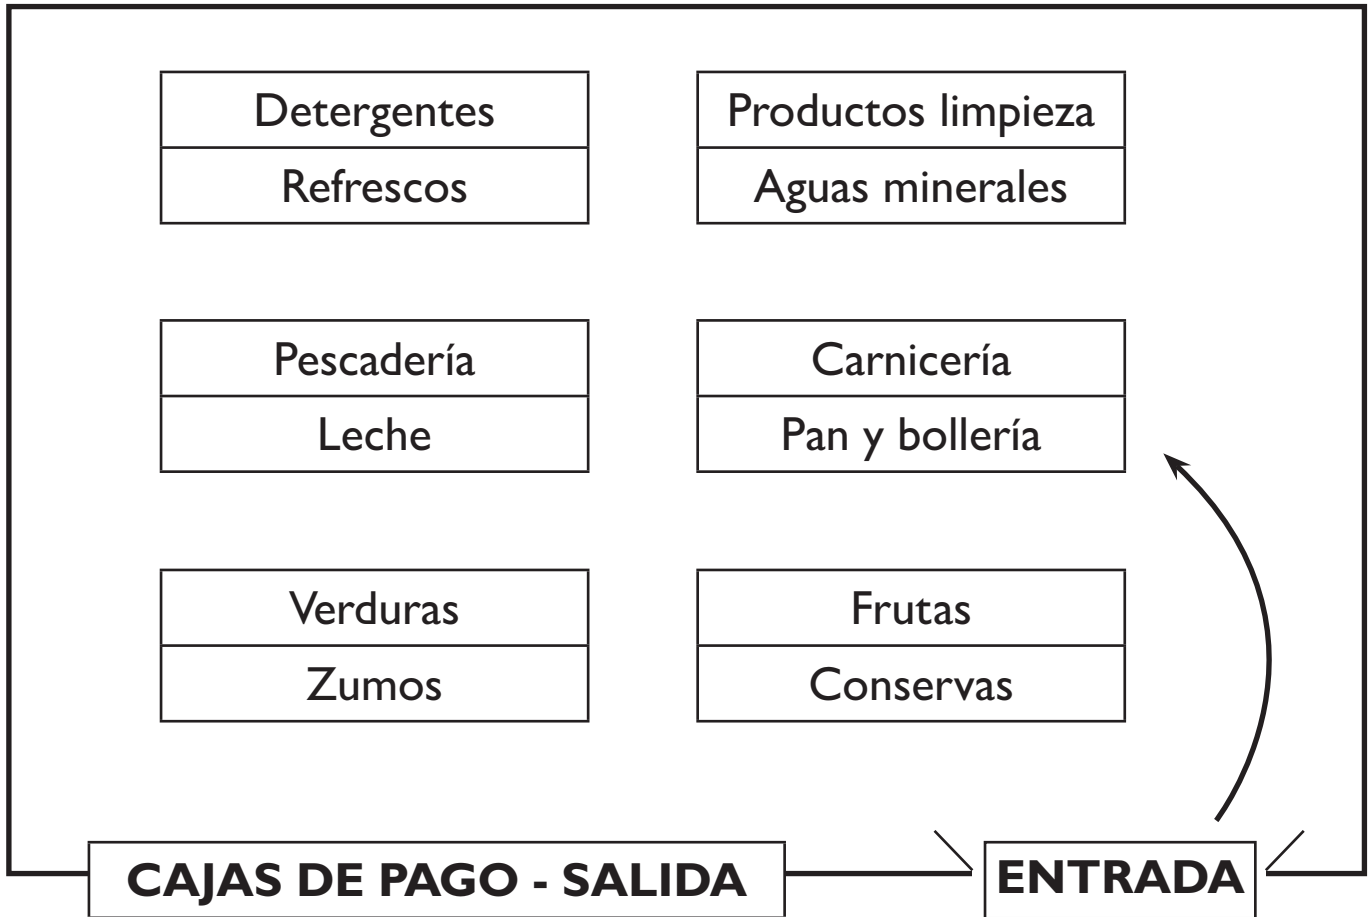 Detergentes
Refrescos
Productos limpieza
Aguas minerales
Pescadería
Leche
Carnicería
Pan y bollería
Verduras
Zumos
Frutas
Conservas
CAJAS DE PAGO - SALIDA
ENTRADA